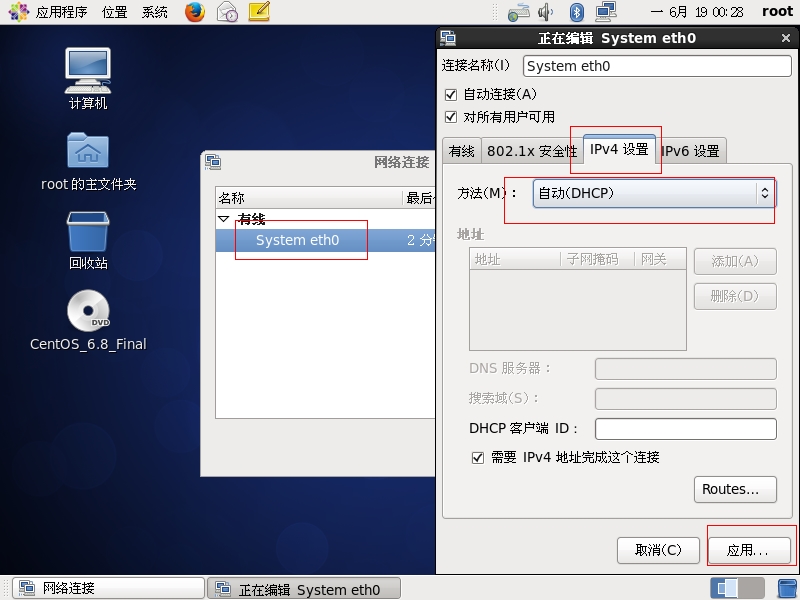 应用程序 位置 系统 一 6月 19 00:28 root
计算机
root 的主文件夹
回收站
DVD
CentOS_6.8_Final
网络连接
名称 最后
有线
System eth0 2 分
正在编辑 System eth0
连接名称(I) System eth0
自动连接(A)
对所有用户可用
有线 802.1x 安全性 IPv4 设置 IPv6 设置
方法(M)： 自动(DHCP)
地址
地址 子网掩码 网关 添加(A)
删除(D)
DNS 服务器：
搜索域(S)：
DHCP 客户端 ID：
需要 IPv4 地址完成这个连接
Routes...
取消(C) 应用...
网络连接 正在编辑 System eth0